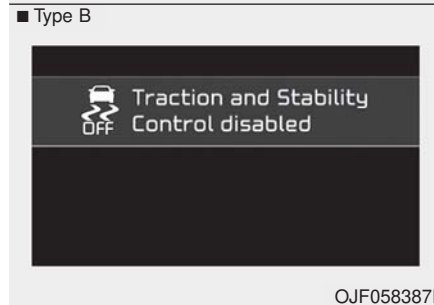 ■ Type B
Traction and Stability
OFF Control disabled
OJF058387